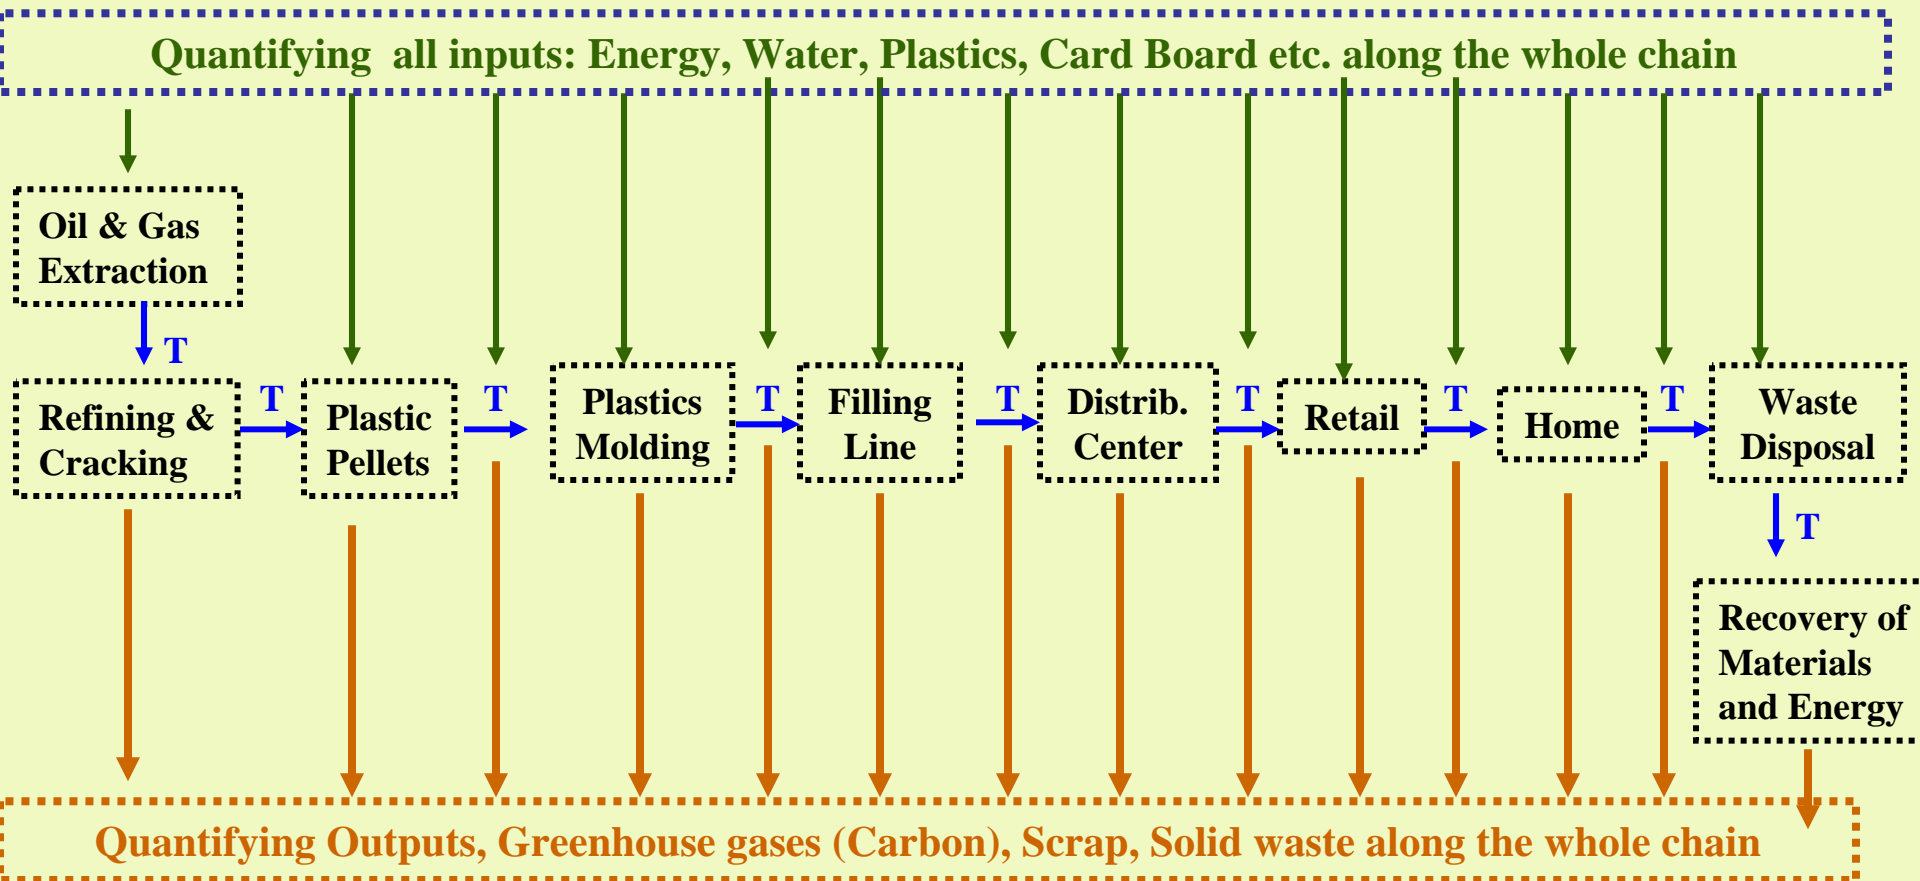 Quantifying  all inputs: Energy, Water, Plastics, Card Board etc. along the whole chain
Oil & Gas
Extraction
T
Refining &
Cracking
T
Plastic
Pellets
T
Plastics
Molding
T
Filling
Line
T
Distrib.
Center
T
Retail
T
Home
T
Waste
Disposal
T
Recovery of
Materials
and Energy
Quantifying Outputs, Greenhouse gases (Carbon), Scrap, Solid waste along the whole chain